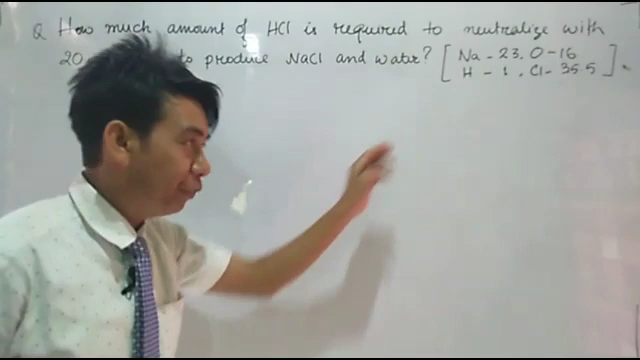 Q How much amount of HCl is required to neutralize with
20 to produce NaCl and water? [ Na - 23, O - 16
H - 1, Cl - 35.5 ].